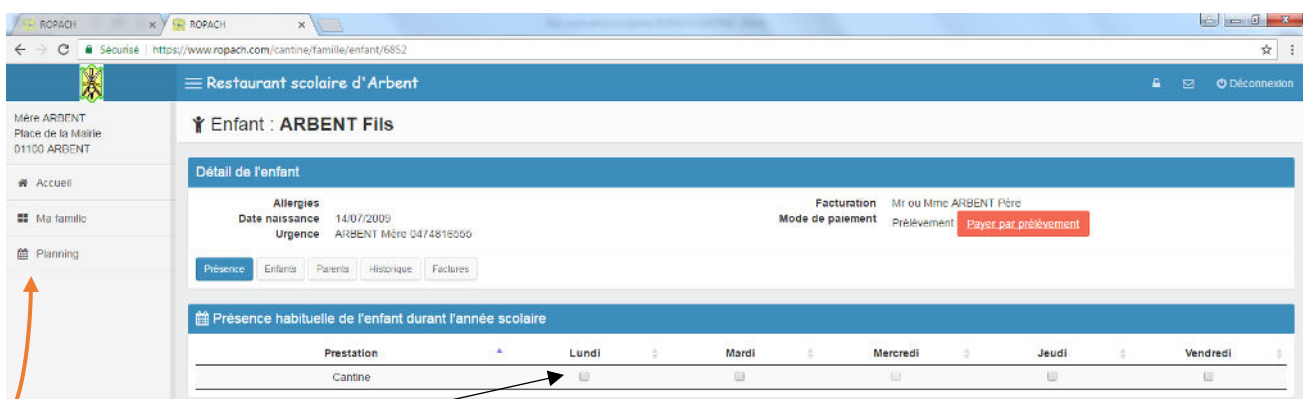 ROPACH
ROPACH
Sécurisé https://www.ropach.com/cantine/famille/enfant/6852
Restaurant scolaire d'Arbent
Déconnexion
Mère ARBENT
Place de la Mairie
01100 ARBENT
Accueil
Ma famille
Planning
Enfant : ARBENT Fils
Détail de l'enfant
Allergies
Date naissance 14/07/2009
Urgence ARBENT Mère
Facturation Mr ou Mme ARBENT Père
Mode de paiement Prélèvement Payer par prélèvement
Présence Enfants Parents Historique Factures
Présence habituelle de l'enfant durant l'année scolaire
Prestation Lundi Mardi Mercredi Jeudi Vendredi
Cantine